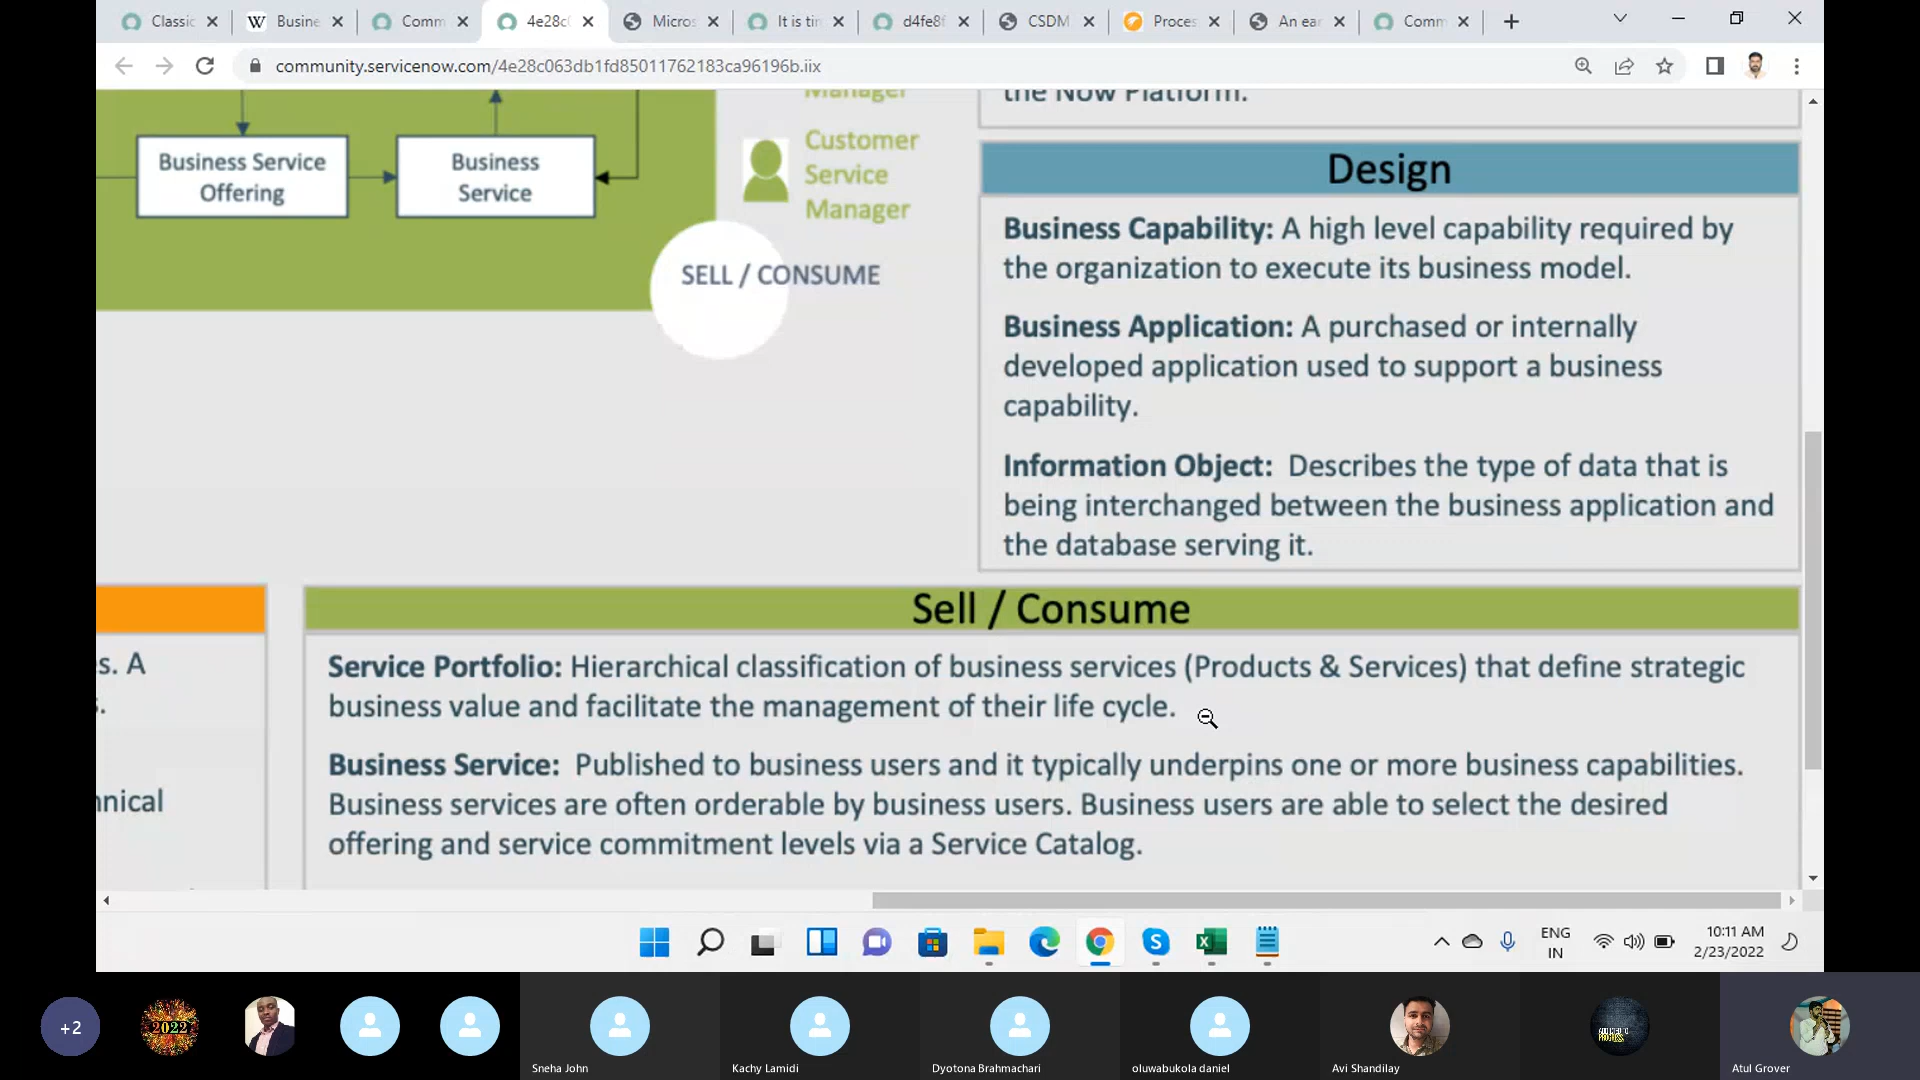 Classic
Busine
Comm
4e28c
Micros
It is tin
d4fe8f
CSDM
Proces
An ear
Comm
community.servicenow.com/4e28c063db1fd85011762183ca96196b.iix
Manager
the Now Platform.
Business Service
Offering
Business
Service
Customer
Service
Manager
SELL / CONSUME
Design
Business Capability: A high level capability required by
the organization to execute its business model.
Business Application: A purchased or internally
developed application used to support a business
capability.
Information Object: Describes the type of data that is
being interchanged between the business application and
the database serving it.
Sell / Consume
s. A
nical
Service Portfolio: Hierarchical classification of business services (Products & Services) that define strategic
business value and facilitate the management of their life cycle.
Business Service: Published to business users and it typically underpins one or more business capabilities.
Business services are often orderable by business users. Business users are able to select the desired
offering and service commitment levels via a Service Catalog.
ENG
IN
10:11 AM
2/23/2022
+2
2022
Sneha John
Kachy Lamidi
Dyotona Brahmachari
oluwabukola daniel
Avi Shandilay
Atul Grover